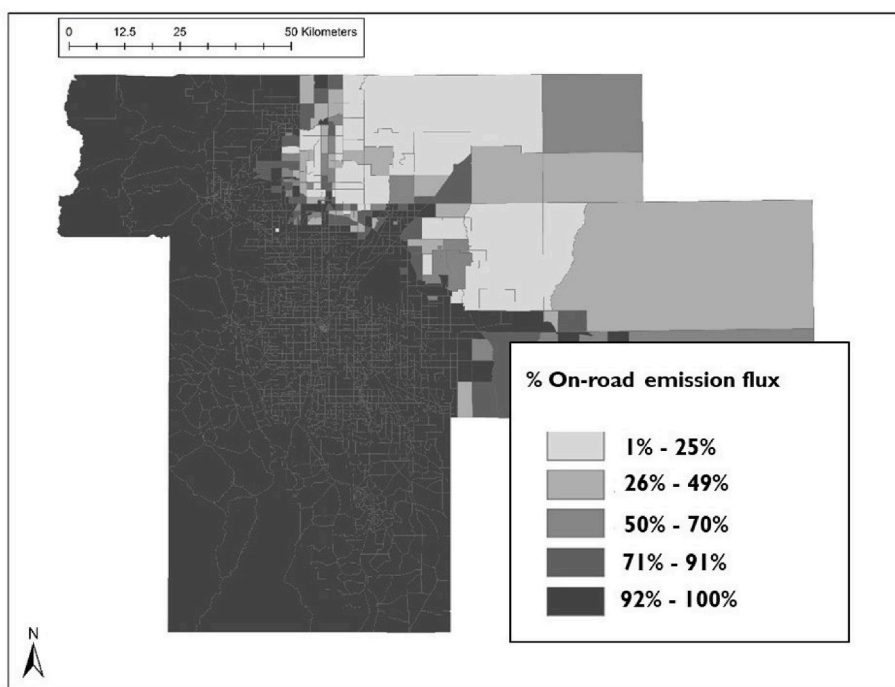 0 12.5 25 50 Kilometers
% On-road emission flux
1% - 25%
26% - 49%
50% - 70%
71% - 91%
92% - 100%
N